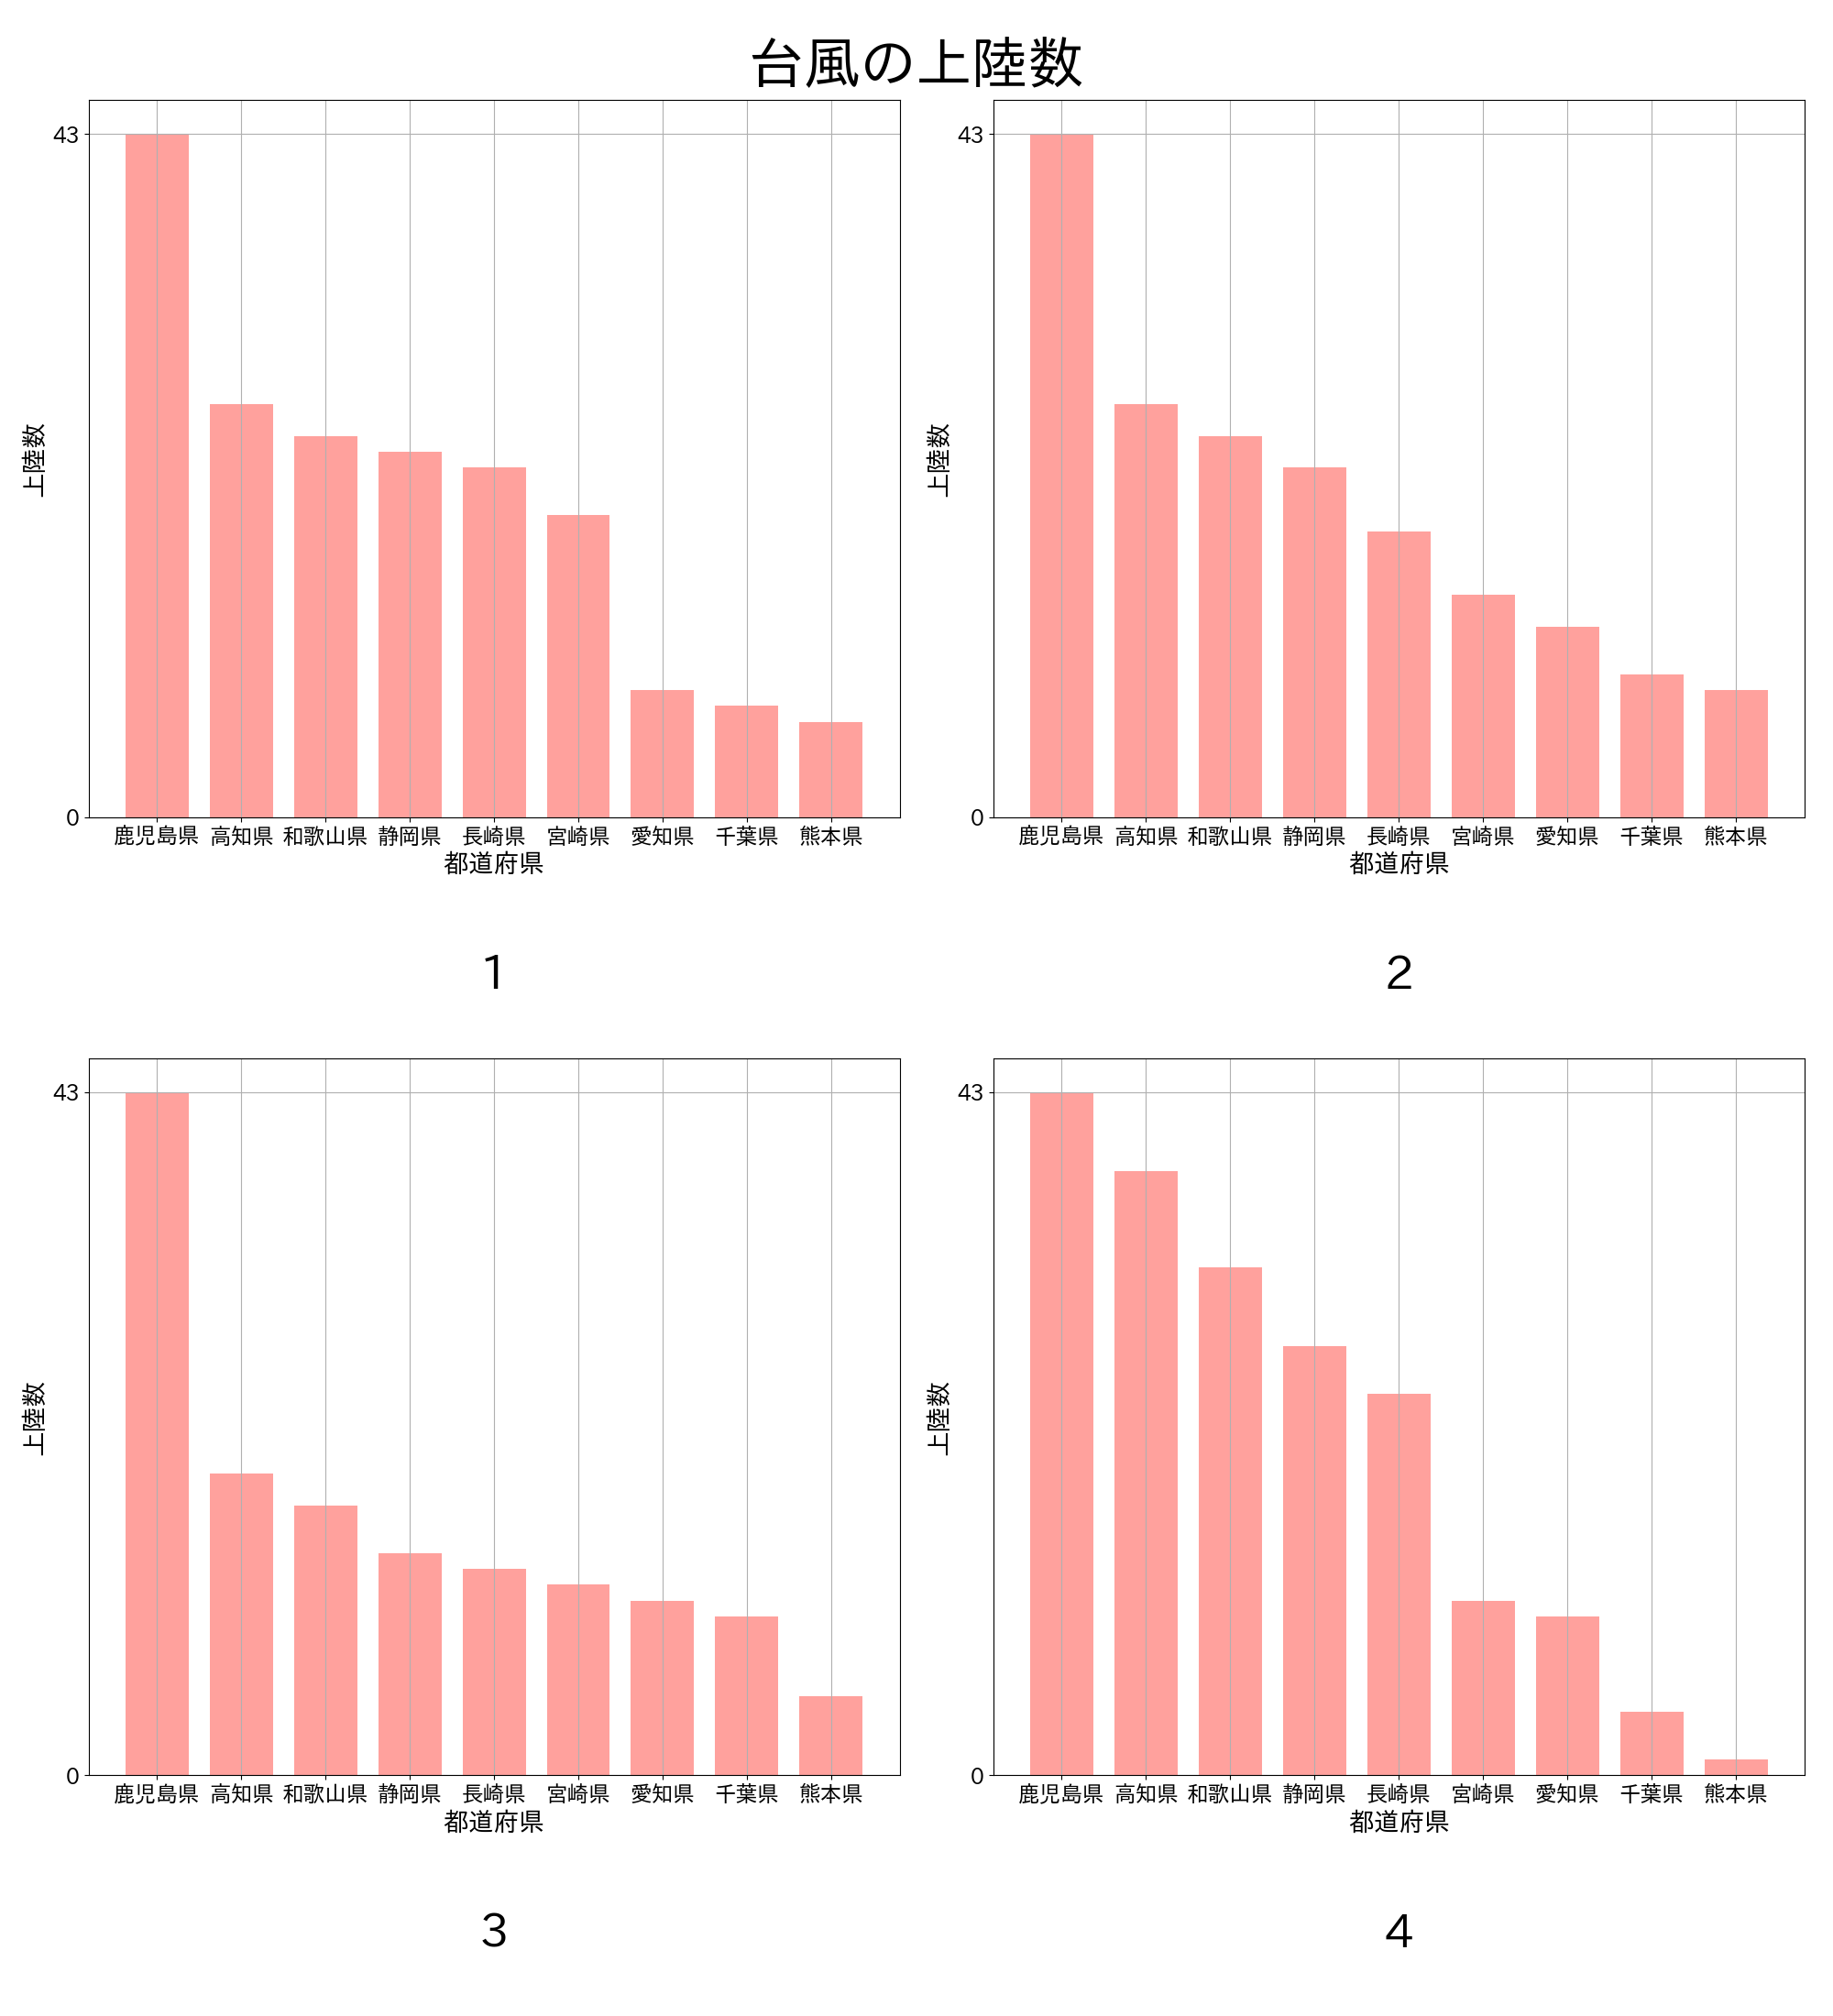 台風の上陸数
43
0
上陸数
鹿児島県 高知県 和歌山県 静岡県 長崎県 宮崎県 愛知県 千葉県 熊本県
都道府県
1
43
0
上陸数
鹿児島県 高知県 和歌山県 静岡県 長崎県 宮崎県 愛知県 千葉県 熊本県
都道府県
2
43
0
上陸数
鹿児島県 高知県 和歌山県 静岡県 長崎県 宮崎県 愛知県 千葉県 熊本県
都道府県
3
43
0
上陸数
鹿児島県 高知県 和歌山県 静岡県 長崎県 宮崎県 愛知県 千葉県 熊本県
都道府県
4